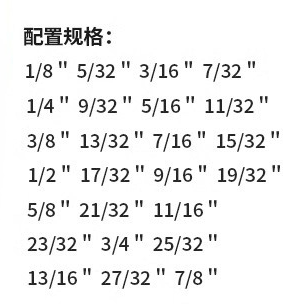 配置规格：
1/8 " 5/32 " 3/16 " 7/32 "
1/4 " 9/32 " 5/16 " 11/32 "
3/8 " 13/32 " 7/16 " 15/32 "
1/2 " 17/32 " 9/16 " 19/32 "
5/8 " 21/32 " 11/16 "
23/32 " 3/4 " 25/32 "
13/16 " 27/32 " 7/8 "